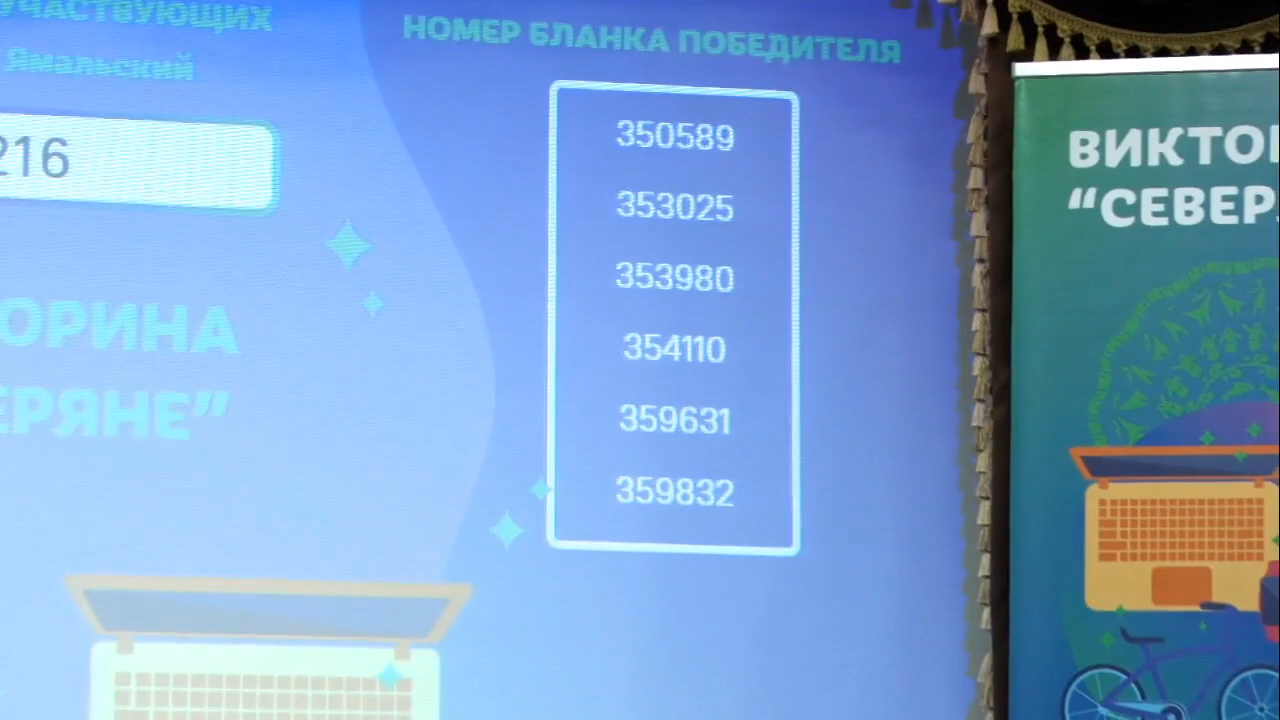 УЧАСТВУЮЩИХ
Ямальский
216
ОРИНА
ЕРЯНЕ”
НОМЕР БЛАНКА ПОБЕДИТЕЛЯ
350589
353025
353980
354110
359631
359832
ВИКТО
“СЕВЕР